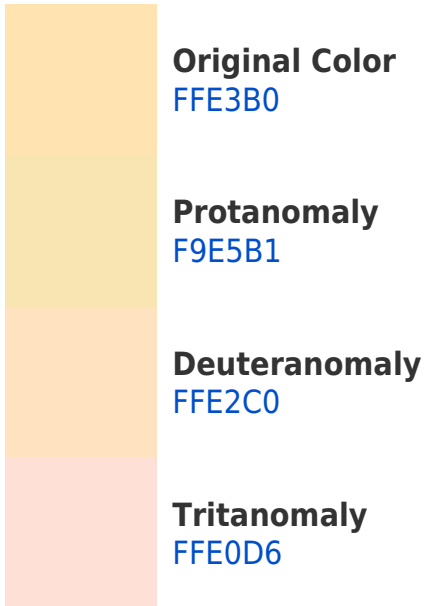 Original Color
FFE3B0
Protanomaly
F9E5B1
Deuteranomaly
FFE2C0
Tritanomaly
FFE0D6